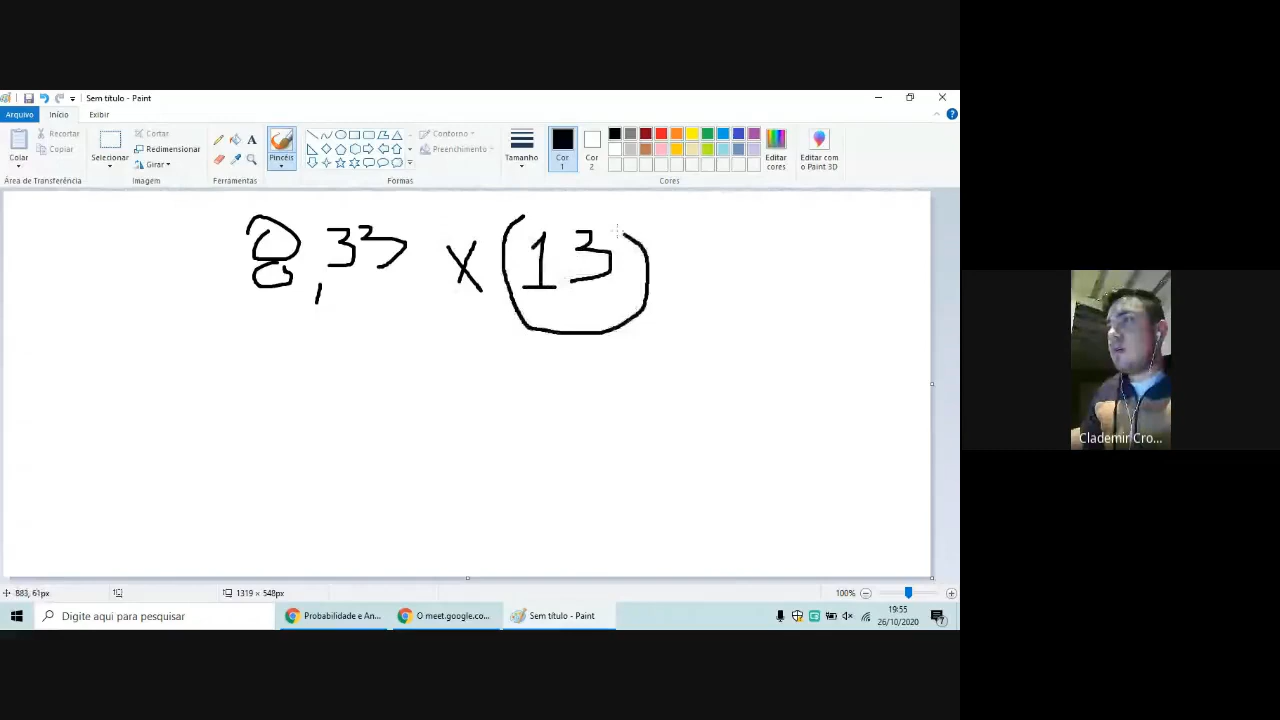 Sem título - Paint
Arquivo Início Exibir
Colar
Recortar
Copiar
Área de Transferência
Selecionar
Cortar
Redimensionar
Girar
Imagem
A
Ferramentas
Pincéis
Contorno
Preenchimento
Formas
Tamanho
Cor 1
Cor 2
Editar cores
Cores
Editar com o Paint 3D
8,33 x (13)
Clademir Cro...
883, 61px
1319 × 548px
100%
Digite aqui para pesquisar
Probabilidade e An...
O meet.google.co...
Sem título - Paint
19:55
26/10/2020
7